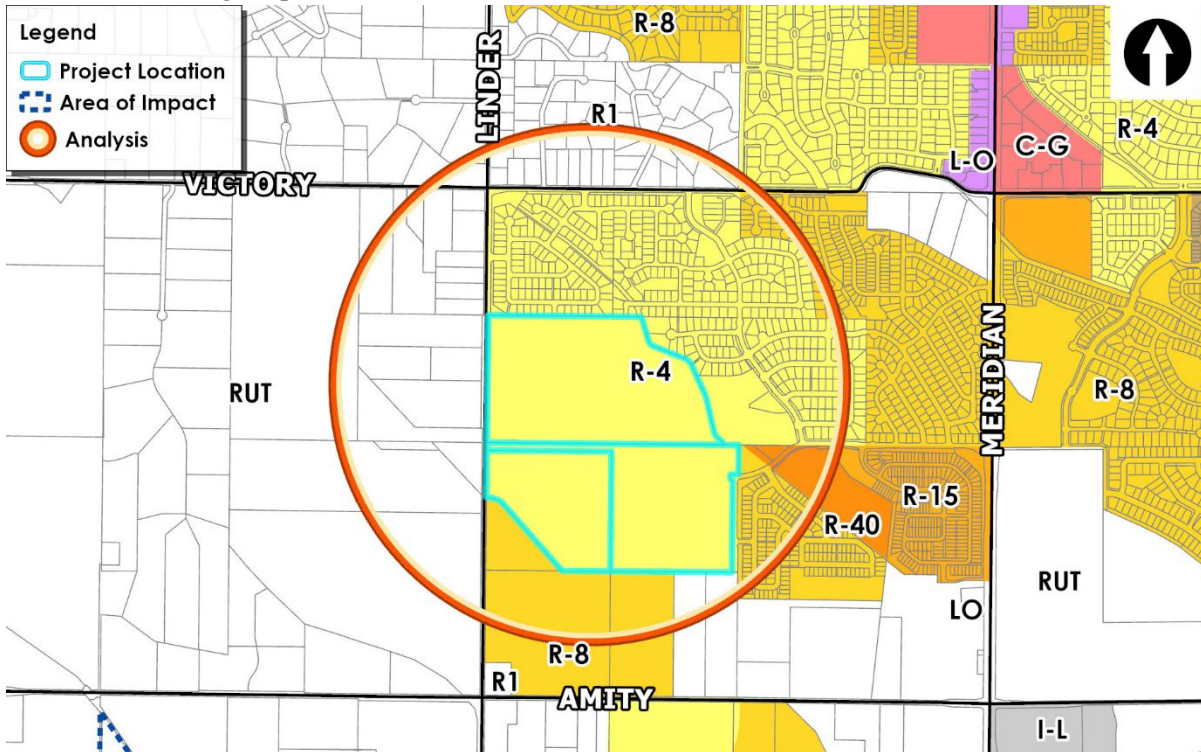 Legend
Project Location
Area of Impact
Analysis
R-8
LINDER
R1
L-O
C-G
R-4
VICTORY
RUT
R-4
MERIDIAN
R-8
R-15
R-40
RUT
LO
R-8
R1
AMITY
I-L